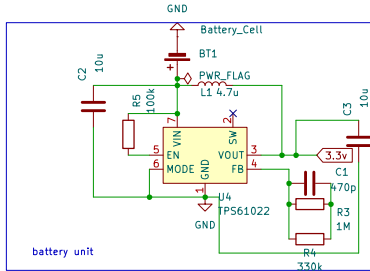 GND
Battery_Cell
BT1
+
C2
10u
PWR_FLAG
L1 4.7u
R5
100k
C3
10u
7
2
VIN
SW
5
EN
VOUT
3
3.3v
6
MODE
FB
4
GND
1
U4
TPS61022
GND
C1
470p
R3
1M
R4
330k
battery unit